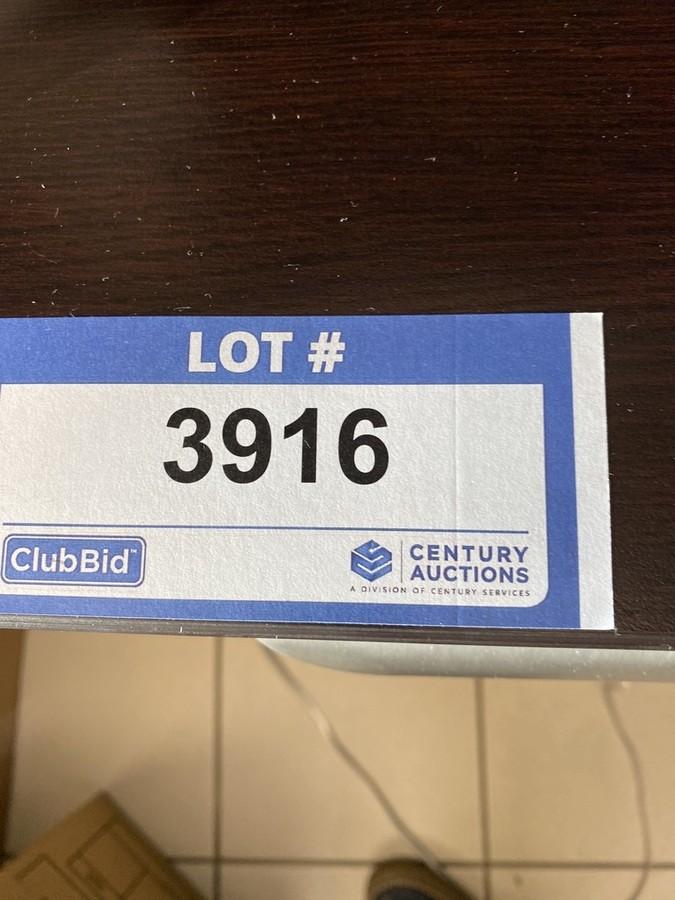 LOT #
3916
ClubBid™
CENTURY
AUCTIONS
A DIVISION OF CENTURY SERVICES